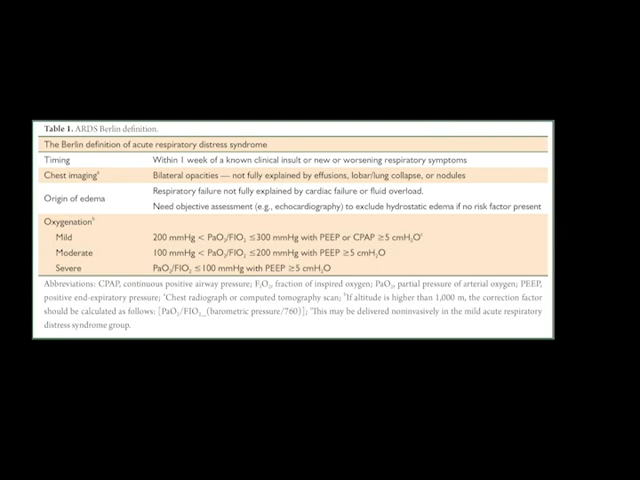 Table 1. ARDS Berlin definition.
The Berlin definition of acute respiratory distress syndrome
Timing Within 1 week of a known clinical insult or new or worsening respiratory symptoms
Chest imagingᵃ Bilateral opacities — not fully explained by effusions, lobar/lung collapse, or nodules
Origin of edema Respiratory failure not fully explained by cardiac failure or fluid overload.
Need objective assessment (e.g., echocardiography) to exclude hydrostatic edema if no risk factor present
Oxygenationᵇ
Mild 200 mmHg < PaO₂/FIO₂ ≤300 mmHg with PEEP or CPAP ≥5 cmH₂Oᶜ
Moderate 100 mmHg < PaO₂/FIO₂ ≤200 mmHg with PEEP ≥5 cmH₂O
Severe PaO₂/FIO₂ ≤100 mmHg with PEEP ≥5 cmH₂O
Abbreviations: CPAP, continuous positive airway pressure; FᵢO₂, fraction of inspired oxygen; PaO₂, partial pressure of arterial oxygen; PEEP,
positive end-expiratory pressure; ᵃChest radiograph or computed tomography scan; ᵇIf altitude is higher than 1,000 m, the correction factor
should be calculated as follows: [PaO₂/FIO₂_(barometric pressure/760)]; This may be delivered noninvasively in the mild acute respiratory
distress syndrome group.